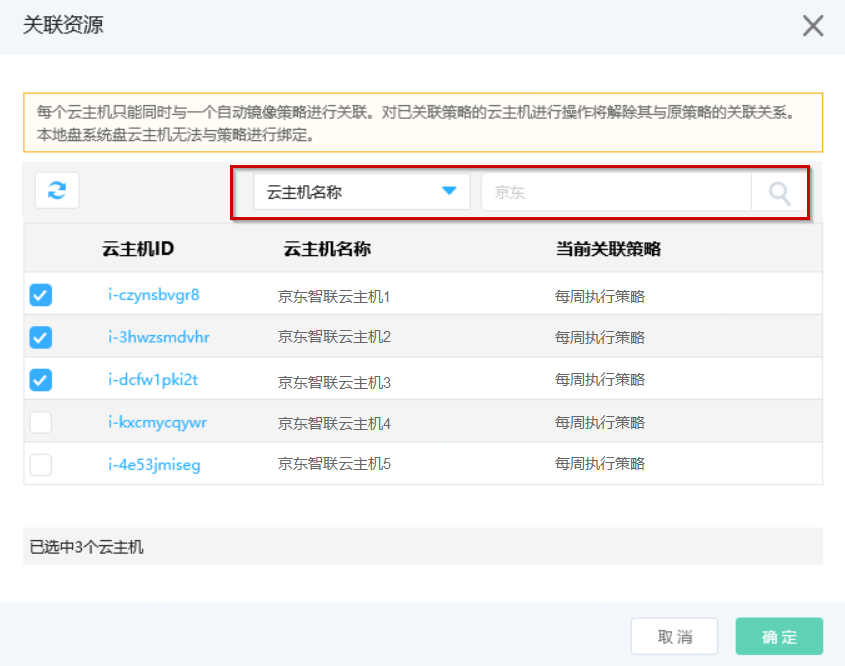 关联资源
每个云主机只能同时与一个自动镜像策略进行关联。对已关联策略的云主机进行操作将解除其与原策略的关联关系。
本地盘系统盘云主机无法与策略进行绑定。
云主机名称 京东
云主机ID 云主机名称 当前关联策略
i-czynsbvgr8 京东智联云主机1 每周执行策略
i-3hwzsmdvhr 京东智联云主机2 每周执行策略
i-dcfw1pki2t 京东智联云主机3 每周执行策略
i-kxcmycqywr 京东智联云主机4 每周执行策略
i-4e53jmiseg 京东智联云主机5 每周执行策略
已选中3个云主机
取消 确定